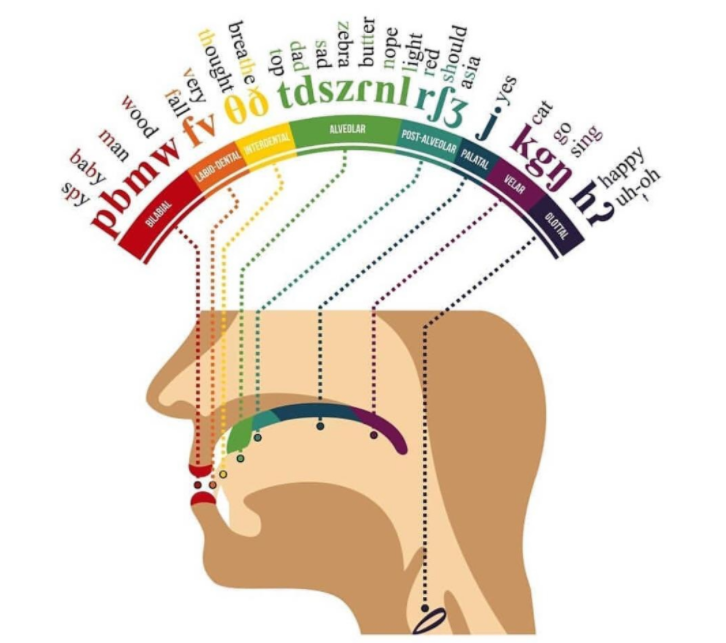 spy baby man wood fall very thought breathe top dad sad zebra butter nope light red should asia yes cat go sing happy uh-oh
pbmw fv θð tdszɾnl rʃʒ j kgŋ hʔ
BILABIAL LABIO-DENTAL INTERDENTAL ALVEOLAR POST-ALVEOLAR PALATAL VELAR GLOTTAL